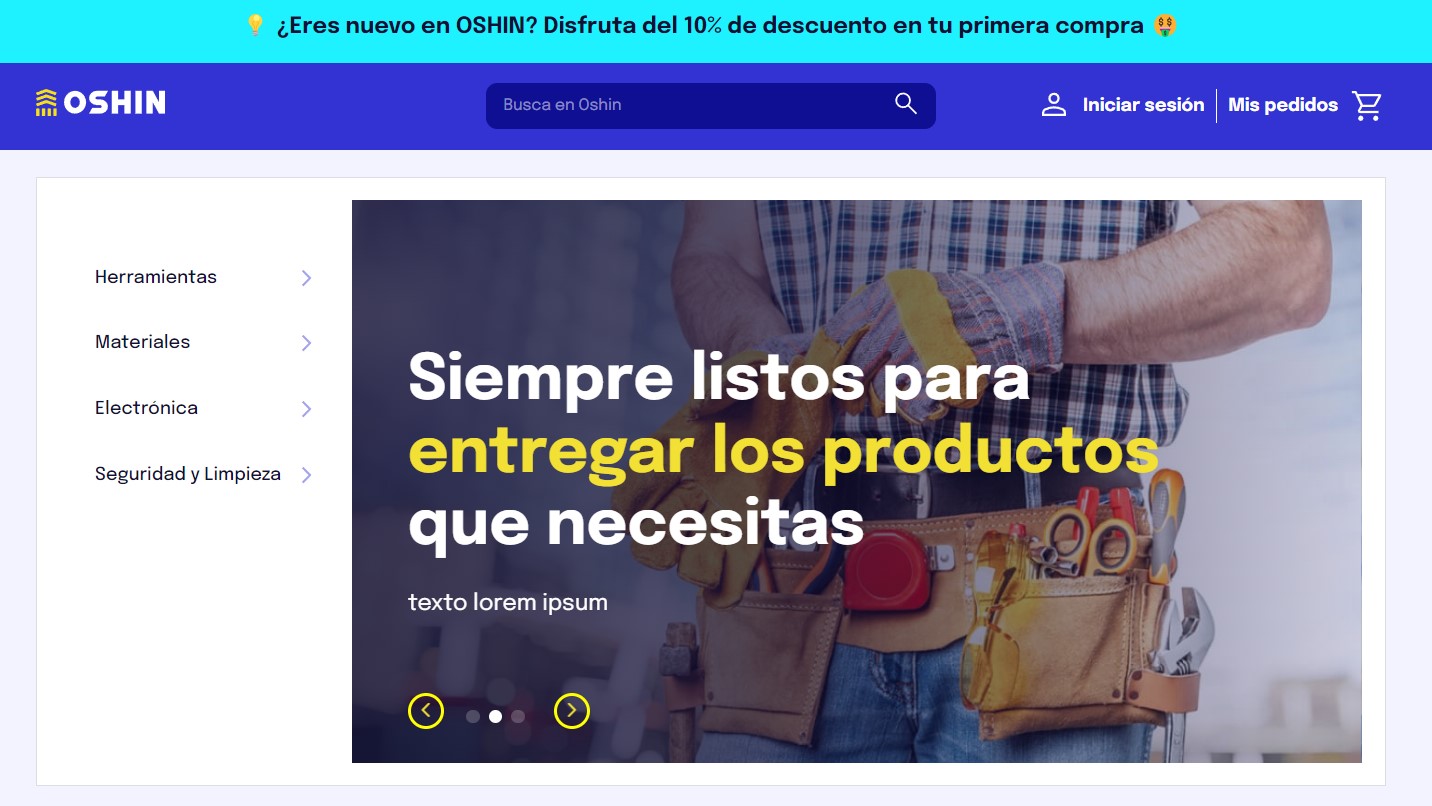 💡 ¿Eres nuevo en OSHIN? Disfruta del 10% de descuento en tu primera compra 🤑
OSHIN
Busca en Oshin
Iniciar sesión
Mis pedidos
Herramientas
Materiales
Electrónica
Seguridad y Limpieza
Siempre listos para
entregar los productos
que necesitas
texto lorem ipsum